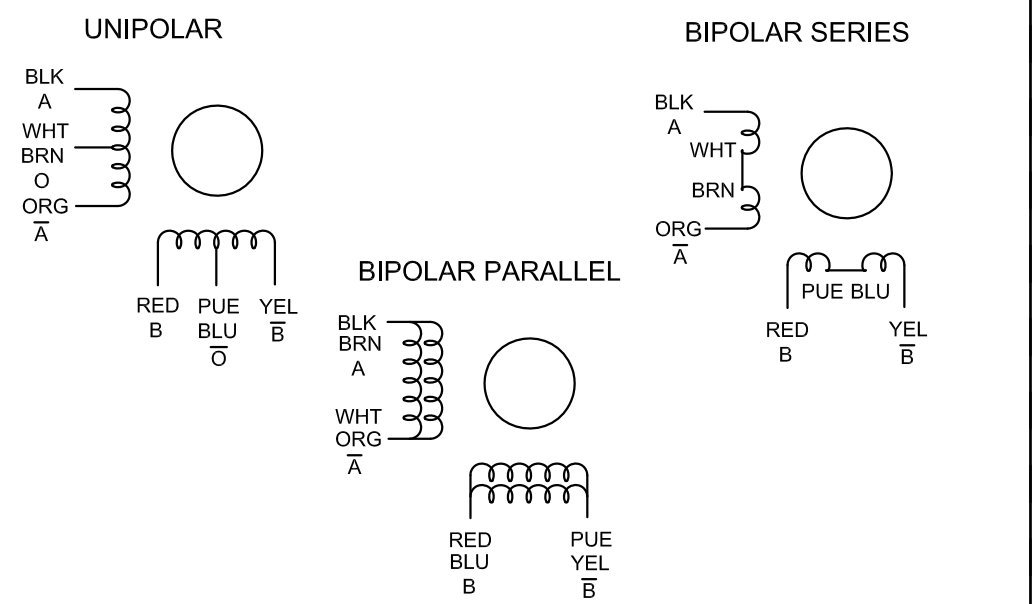 UNIPOLAR
BLK
A
WHT
BRN
O
ORG
A̅
RED
B
PUE
BLU
O̅
YEL
B̅
BIPOLAR PARALLEL
BLK
BRN
A
WHT
ORG
A̅
RED
BLU
B
PUE
YEL
B̅
BIPOLAR SERIES
BLK
A
WHT
BRN
ORG
A̅
PUE BLU
RED
B
YEL
B̅